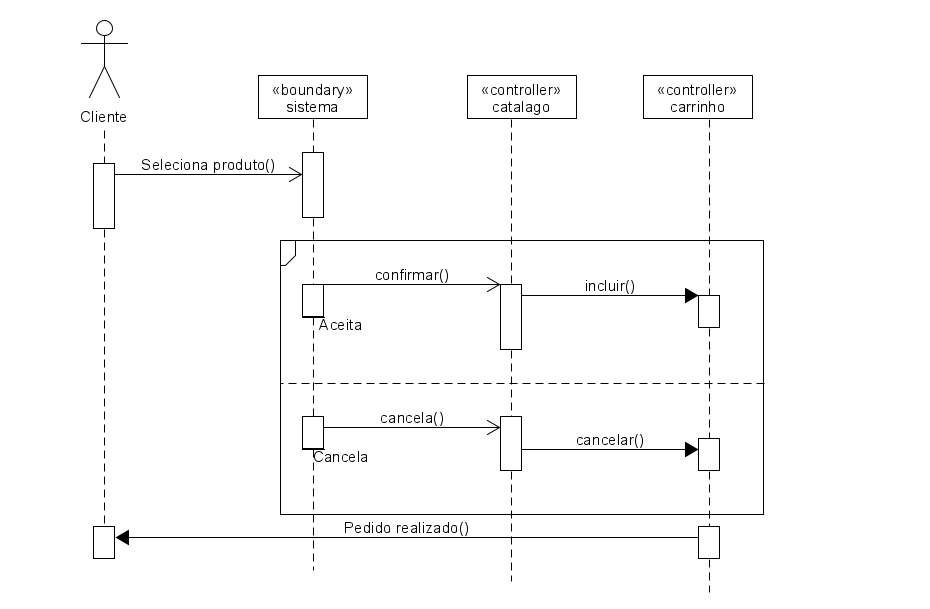 Cliente
«boundary»
sistema
«controller»
catalago
«controller»
carrinho
Seleciona produto()
confirmar()
incluir()
Aceita
cancela()
cancelar()
Cancela
Pedido realizado()